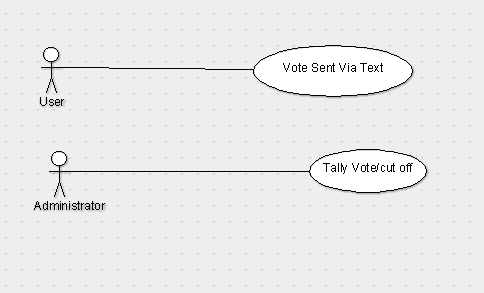 Vote Sent Via Text
User
Tally Vote/cut off
Administrator